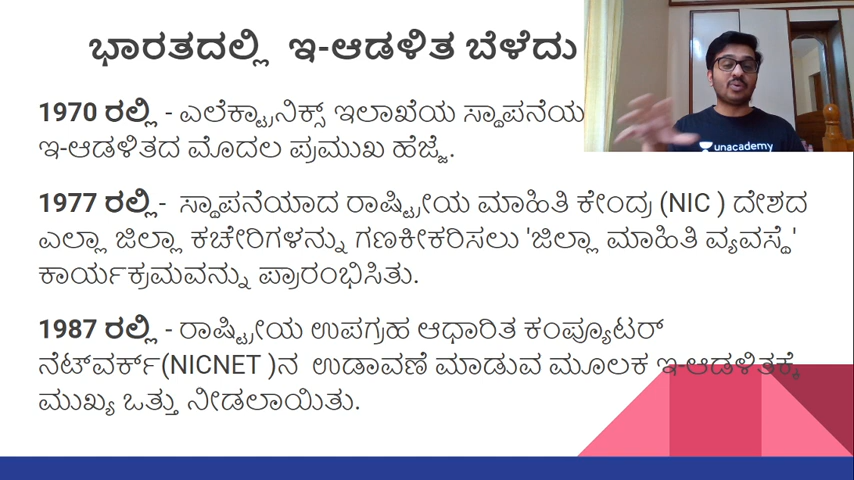 ಭಾರತದಲ್ಲಿ ಇ-ಆಡಳಿತ ಬೆಳೆದು
1970 ರಲ್ಲಿ - ಎಲೆಕ್ಟ್ರಾನಿಕ್ಸ್ ಇಲಾಖೆಯ ಸ್ಥಾಪನೆಯ
ಇ-ಆಡಳಿತದ ಮೊದಲ ಪ್ರಮುಖ ಹೆಜ್ಜೆ.
1977 ರಲ್ಲಿ - ಸ್ಥಾಪನೆಯಾದ ರಾಷ್ಟ್ರೀಯ ಮಾಹಿತಿ ಕೇಂದ್ರ (NIC ) ದೇಶದ
ಎಲ್ಲಾ ಜಿಲ್ಲಾ ಕಚೇರಿಗಳನ್ನು ಗಣಕೀಕರಿಸಲು 'ಜಿಲ್ಲಾ ಮಾಹಿತಿ ವ್ಯವಸ್ಥೆ'
ಕಾರ್ಯಕ್ರಮವನ್ನು ಪ್ರಾರಂಭಿಸಿತು.
1987 ರಲ್ಲಿ - ರಾಷ್ಟ್ರೀಯ ಉಪಗ್ರಹ ಆಧಾರಿತ ಕಂಪ್ಯೂಟರ್
ನೆಟ್‌ವರ್ಕ್(NICNET )ನ ಉಡಾವಣೆ ಮಾಡುವ ಮೂಲಕ ಇ-ಆಡಳಿತಕ್ಕೆ
ಮುಖ್ಯ ಒತ್ತು ನೀಡಲಾಯಿತು.
unacademy